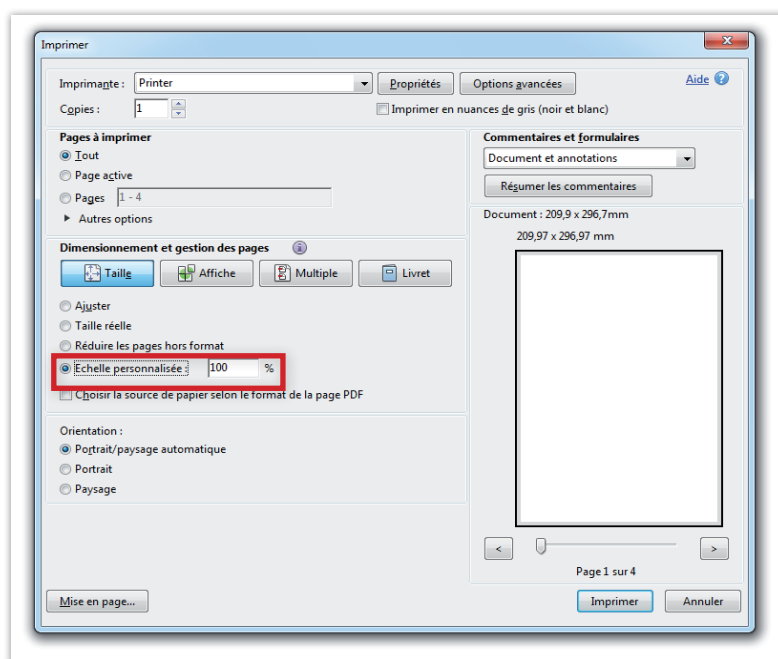 Imprimer
Imprimante : Printer Propriétés Options avancées Aide
Copies : 1 Imprimer en nuances de gris (noir et blanc)
Pages à imprimer
Tout
Page active
Pages 1 - 4
Autres options
Commentaires et formulaires
Document et annotations
Résumer les commentaires
Dimensionnement et gestion des pages
Taille Affiche Multiple Livret
Ajuster
Taille réelle
Réduire les pages hors format
Echelle personnalisée : 100 %
Choisir la source de papier selon le format de la page PDF
Orientation :
Portrait/paysage automatique
Portrait
Paysage
Document : 209,9 x 296,7mm
209,97 x 296,97 mm
< >
Page 1 sur 4
Mise en page... Imprimer Annuler